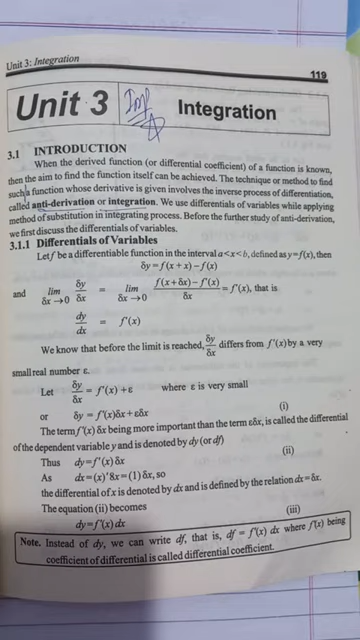 Unit 3: Integration
119
Unit 3 Imp Integration
3.1 INTRODUCTION
When the derived function (or differential coefficient) of a function is known,
then the aim to find the function itself can be achieved. The technique or method to find
such a function whose derivative is given involves the inverse process of differentiation,
called anti-derivation or integration. We use differentials of variables while applying
method of substitution in integrating process. Before the further study of anti-derivation,
we first discuss the differentials of variables.
3.1.1 Differentials of Variables
Let f be a differentiable function in the interval a<x<b, defined as y=f(x), then
δy=f(x+x)−f(x)
and lim δx→0 δy/δx = lim δx→0 f(x+δx)−f(x)/δx = f'(x), that is
dy/dx = f'(x)
We know that before the limit is reached, δy/δx differs from f'(x) by a very
small real number ε.
Let δy/δx = f'(x)+ε where ε is very small
or δy = f'(x)δx+εδx (i)
The term f'(x) δx being more important than the term εδx, is called the differential
of the dependent variable y and is denoted by dy (or df)
Thus dy=f'(x)δx (ii)
As dx=(x)'8x=(1)δx, so
the differential of x is denoted by dx and is defined by the relation dx=δx.
The equation (ii) becomes
dy=f'(x)dx (iii)
Note. Instead of dy, we can write df, that is, df = f'(x) dx where f'(x) being
coefficient of differential is called differential coefficient.